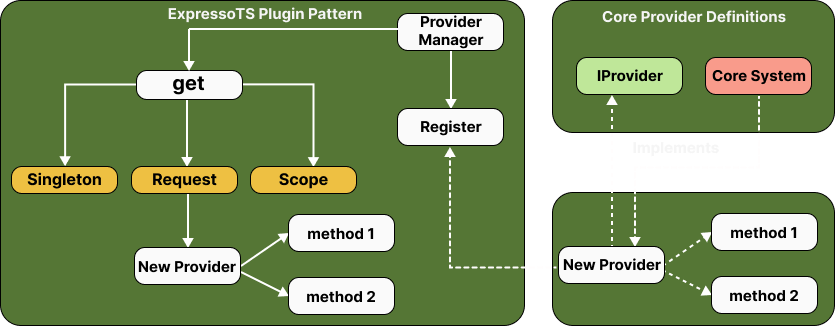 ExpressoTS Plugin Pattern
Provider
Manager
get
Register
Singleton
Request
Scope
New Provider
method 1
method 2
Core Provider Definitions
IProvider
Core System
Implements
New Provider
method 1
method 2